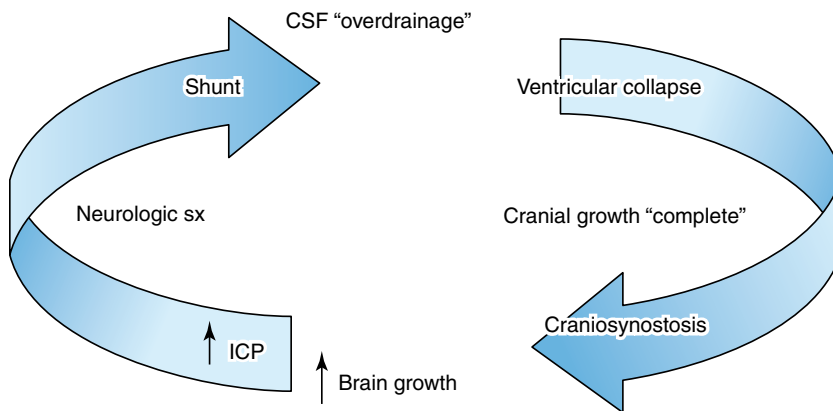 CSF “overdrainage”
Shunt
Ventricular collapse
Neurologic sx
Cranial growth “complete”
Craniosynostosis
ICP
Brain growth